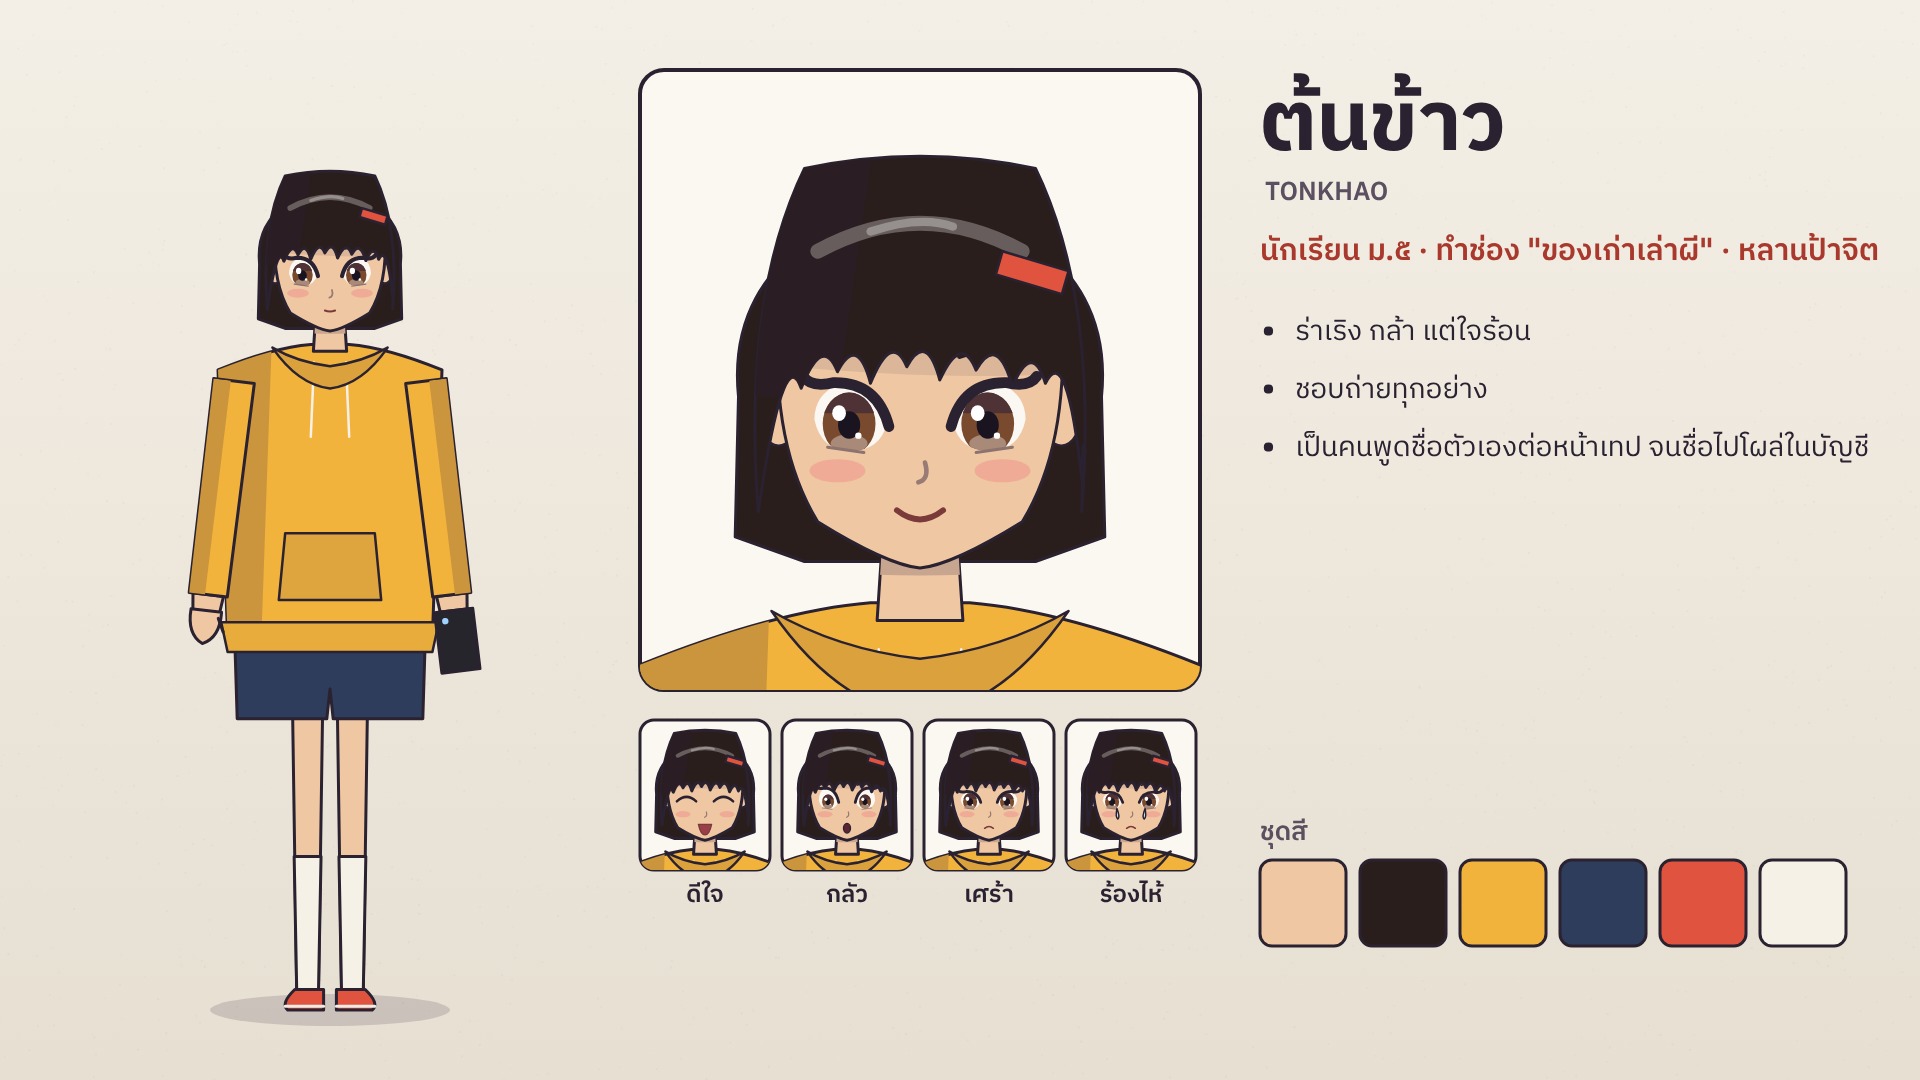 ต้นข้าว
TONKHAO
นักเรียน ม.๕ · ทำช่อง "ของเก่าเล่าผี" · หลานป้าจิต
• ร่าเริง กล้า แต่ใจร้อน
• ชอบถ่ายทุกอย่าง
• เป็นคนพูดชื่อตัวเองต่อหน้าเทป จนชื่อไปโผล่ในบัญชี
ดีใจ
กลัว
เศร้า
ร้องไห้
ชุดสี